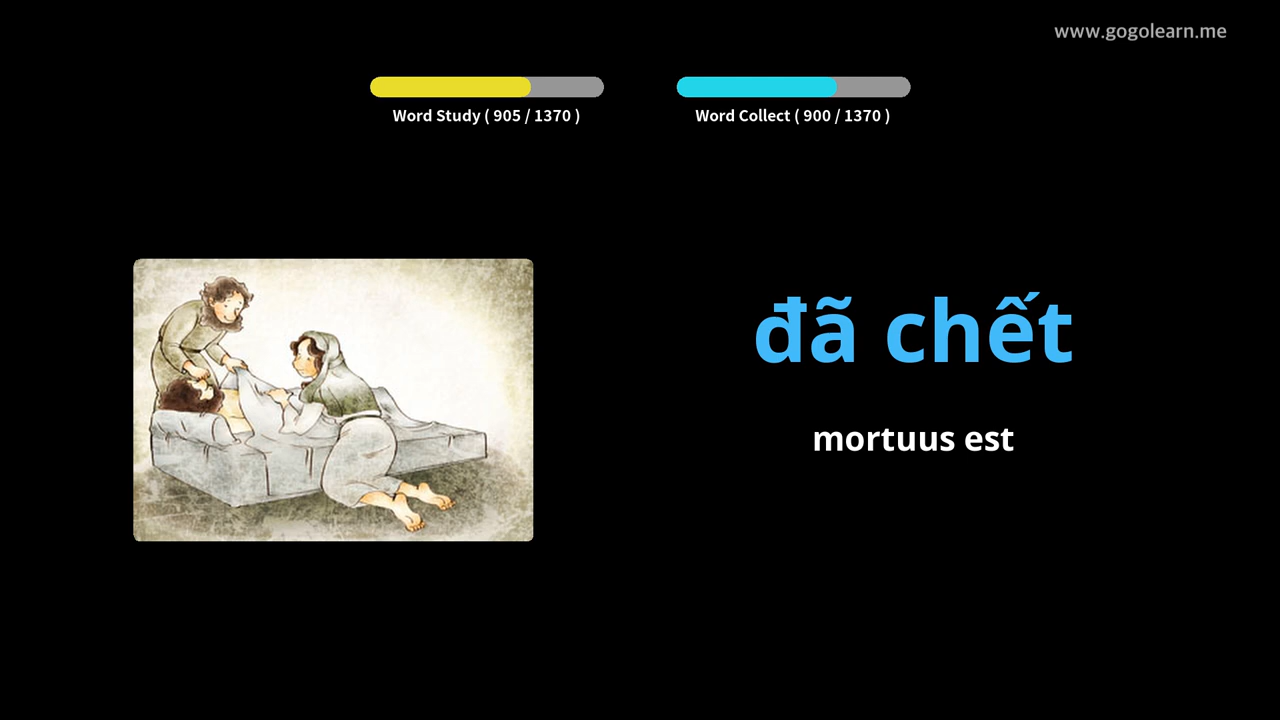 www.gogolearn.me
Word Study ( 905 / 1370 )
Word Collect ( 900 / 1370 )
đã chết
mortuus est